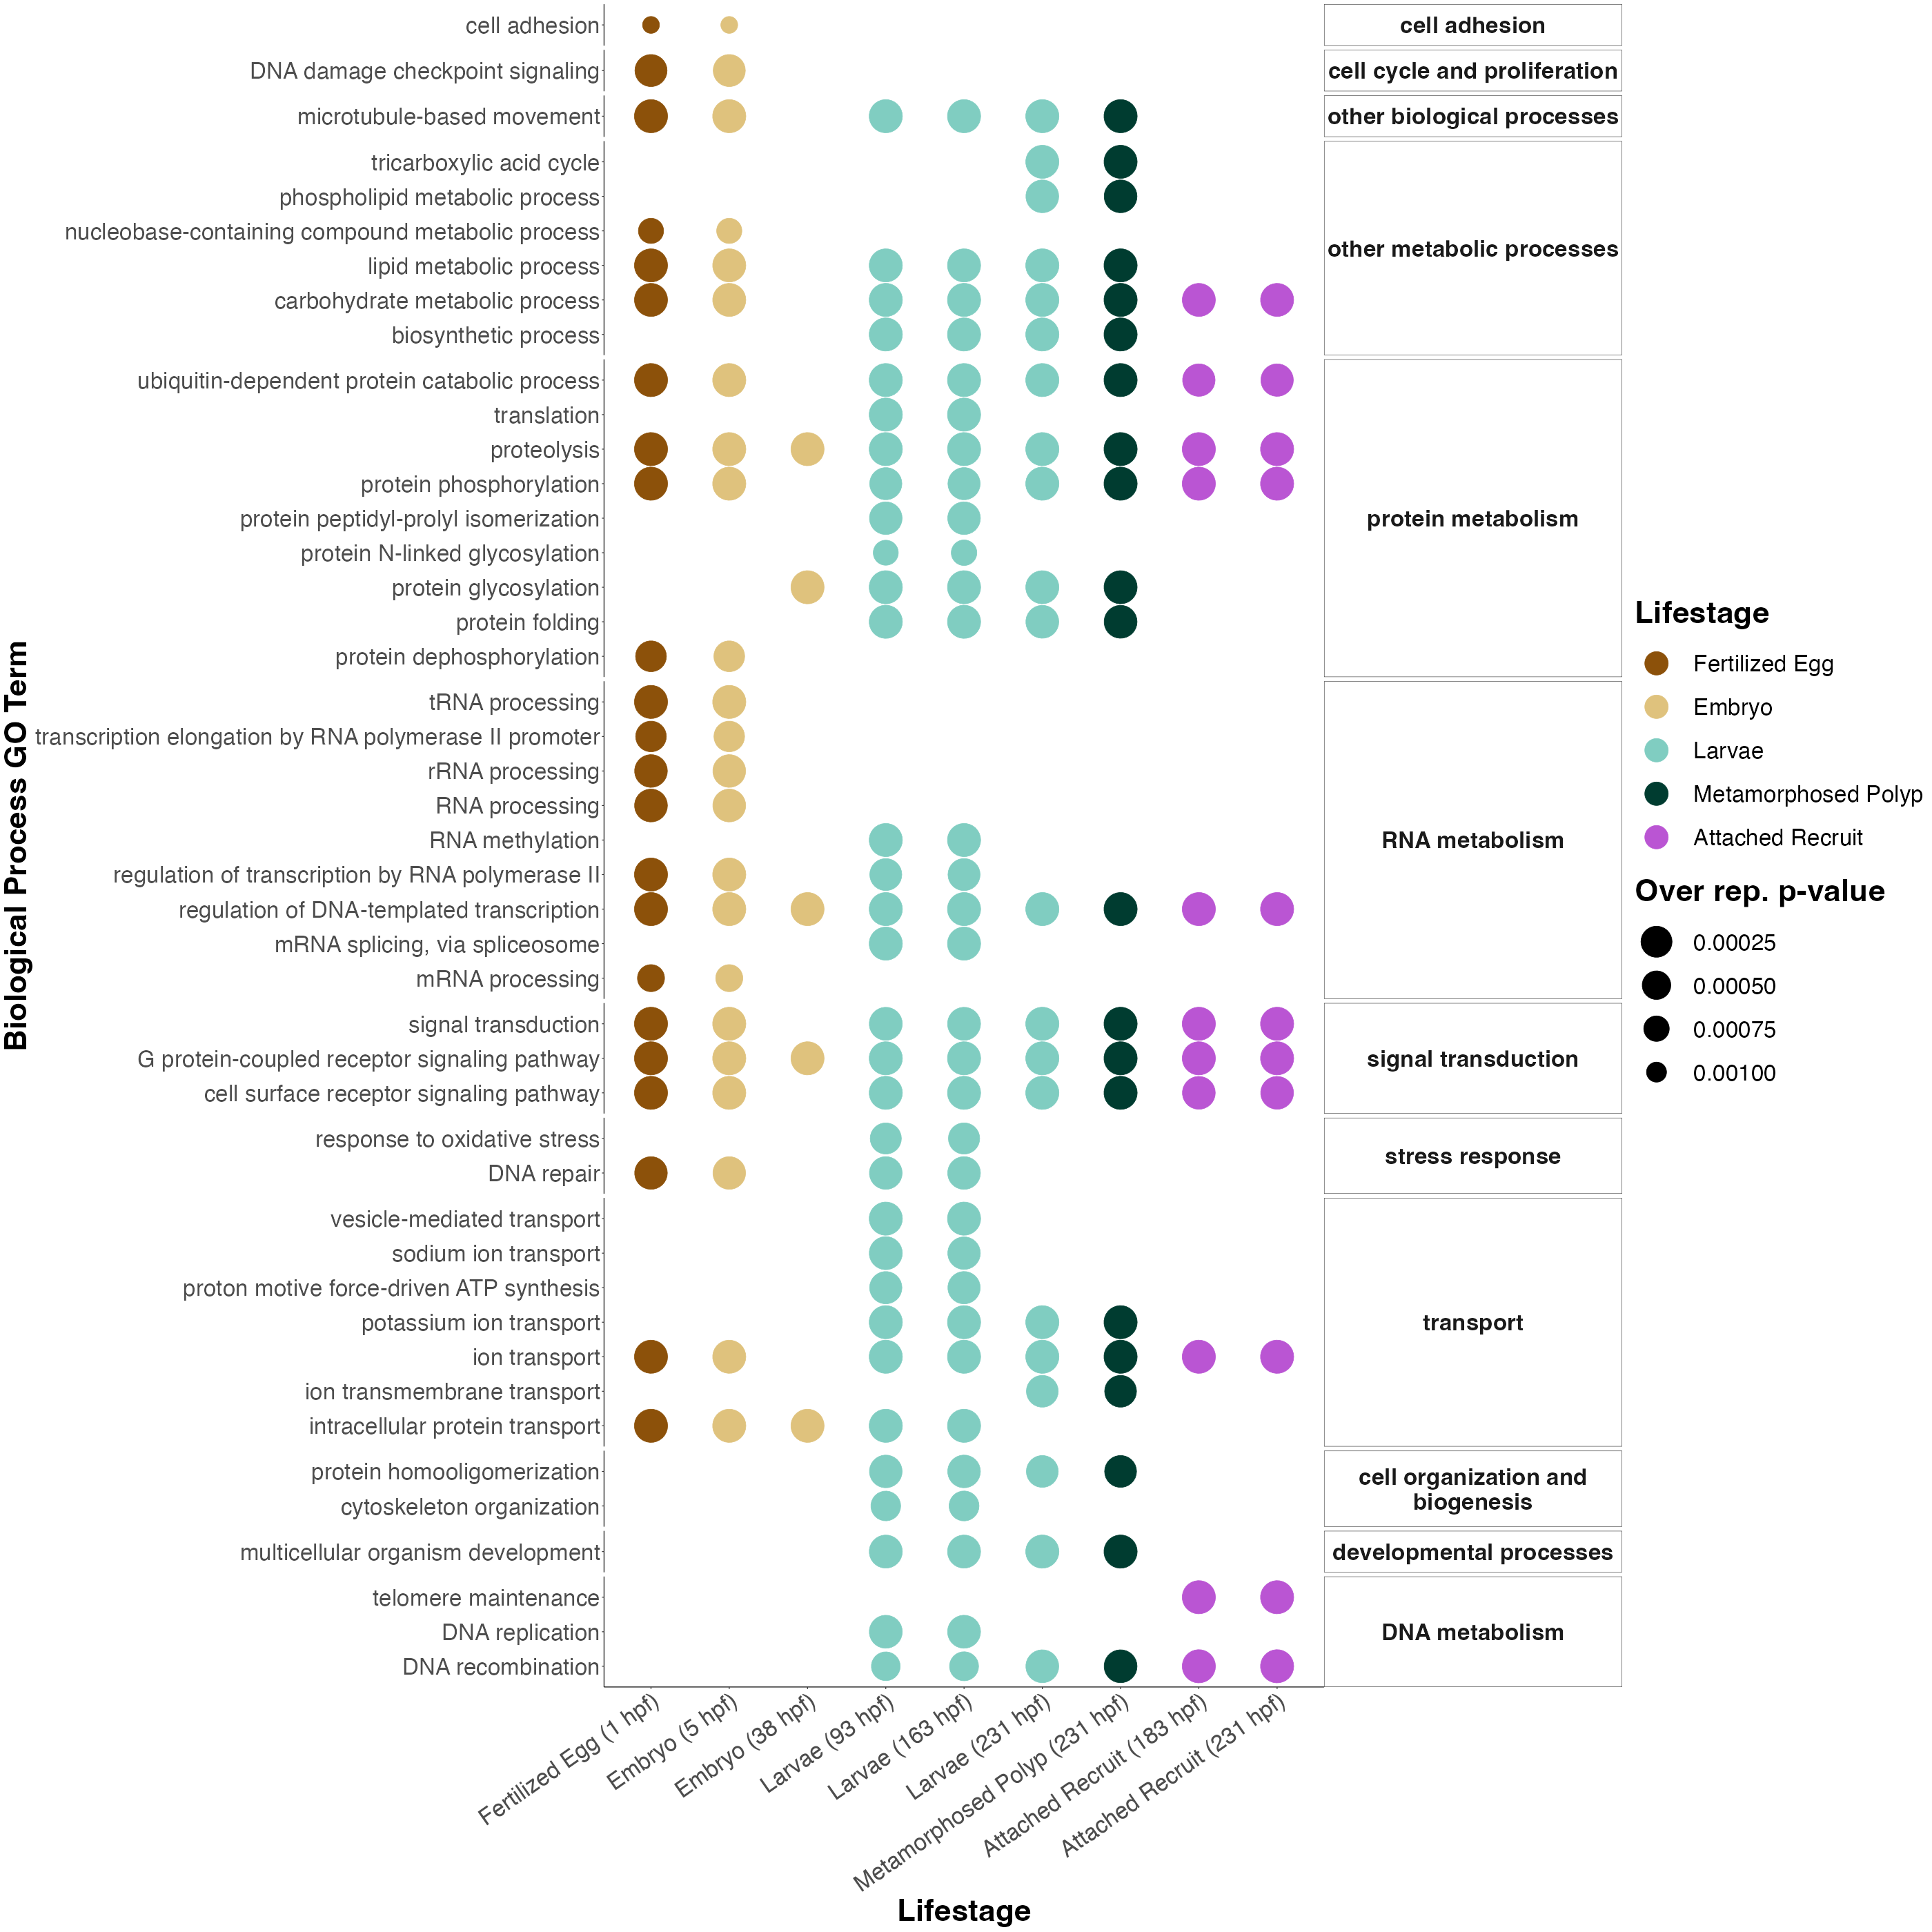 cell adhesion
DNA damage checkpoint signaling
microtubule-based movement
tricarboxylic acid cycle
phospholipid metabolic process
nucleobase-containing compound metabolic process
lipid metabolic process
carbohydrate metabolic process
biosynthetic process
ubiquitin-dependent protein catabolic process
translation
proteolysis
protein phosphorylation
protein peptidyl-prolyl isomerization
protein N-linked glycosylation
protein glycosylation
protein folding
protein dephosphorylation
tRNA processing
transcription elongation by RNA polymerase II promoter
rRNA processing
RNA processing
RNA methylation
regulation of transcription by RNA polymerase II
regulation of DNA-templated transcription
mRNA splicing, via spliceosome
mRNA processing
signal transduction
G protein-coupled receptor signaling pathway
cell surface receptor signaling pathway
response to oxidative stress
DNA repair
vesicle-mediated transport
sodium ion transport
proton motive force-driven ATP synthesis
potassium ion transport
ion transport
ion transmembrane transport
intracellular protein transport
protein homooligomerization
cytoskeleton organization
multicellular organism development
telomere maintenance
DNA replication
DNA recombination
Biological Process GO Term
cell adhesion
cell cycle and proliferation
other biological processes
other metabolic processes
protein metabolism
RNA metabolism
signal transduction
stress response
transport
cell organization and
biogenesis
developmental processes
DNA metabolism
Fertilized Egg (1 hpf)
Embryo (5 hpf)
Embryo (38 hpf)
Larvae (93 hpf)
Larvae (163 hpf)
Larvae (231 hpf)
Metamorphosed Polyp (231 hpf)
Attached Recruit (183 hpf)
Attached Recruit (231 hpf)
Lifestage
Lifestage
Fertilized Egg
Embryo
Larvae
Metamorphosed Polyp
Attached Recruit
Over rep. p-value
0.00025
0.00050
0.00075
0.00100